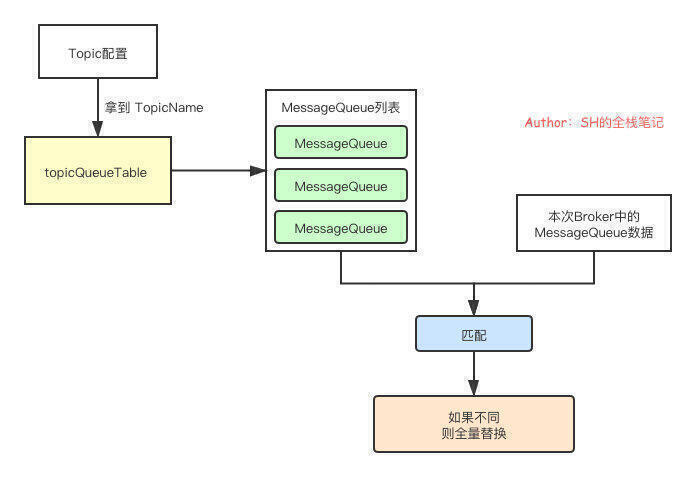 Topic配置
拿到 TopicName
topicQueueTable
MessageQueue列表
MessageQueue
MessageQueue
MessageQueue
Author：SH的全栈笔记
本次Broker中的
MessageQueue数据
匹配
如果不同
则全量替换